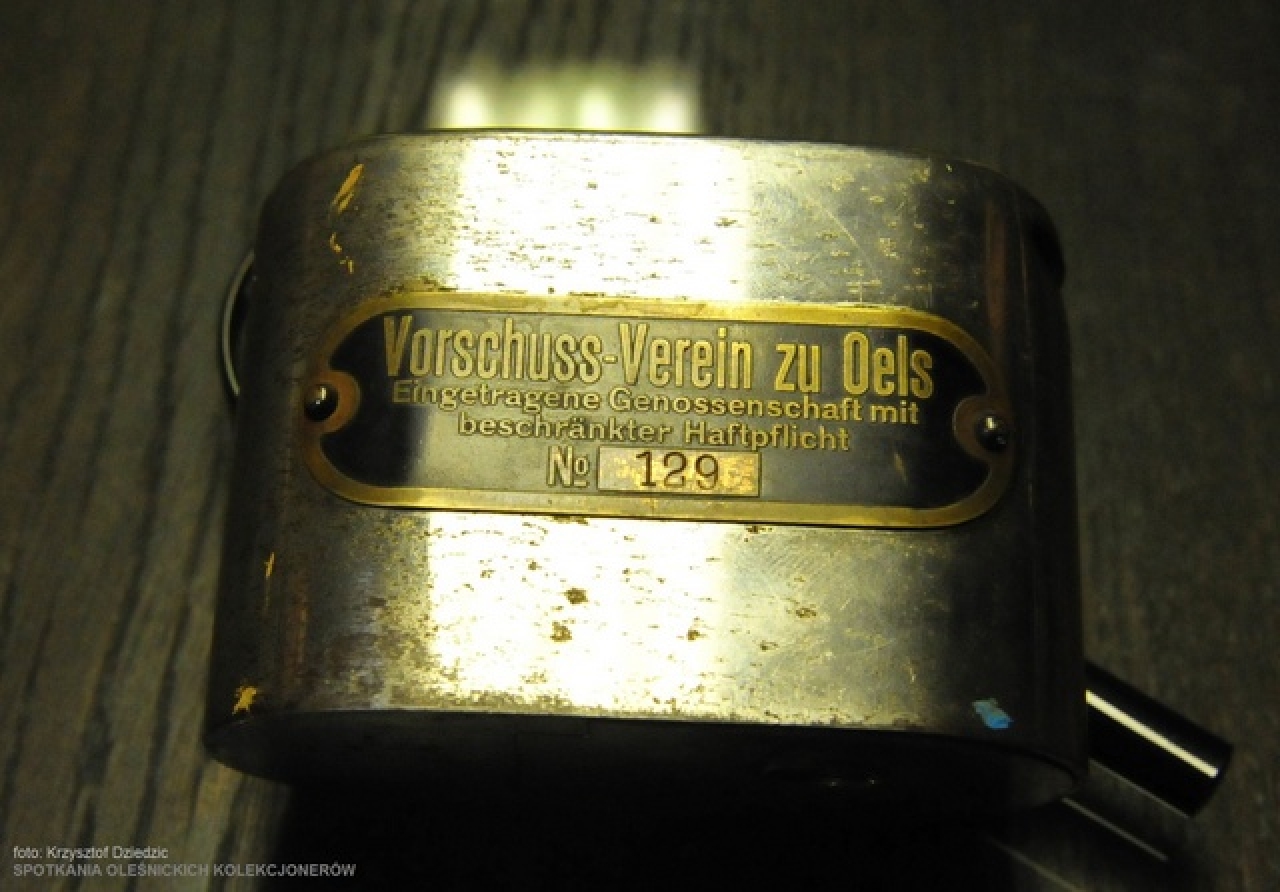 Vorschuss-Verein zu Oels
Eingetragene Genossenschaft mit
beschränkter Haftpflicht
No 129
foto: Krzysztof Dziedzic
SPOTKANIA OLEŚNICKICH KOLEKCJONERÓW